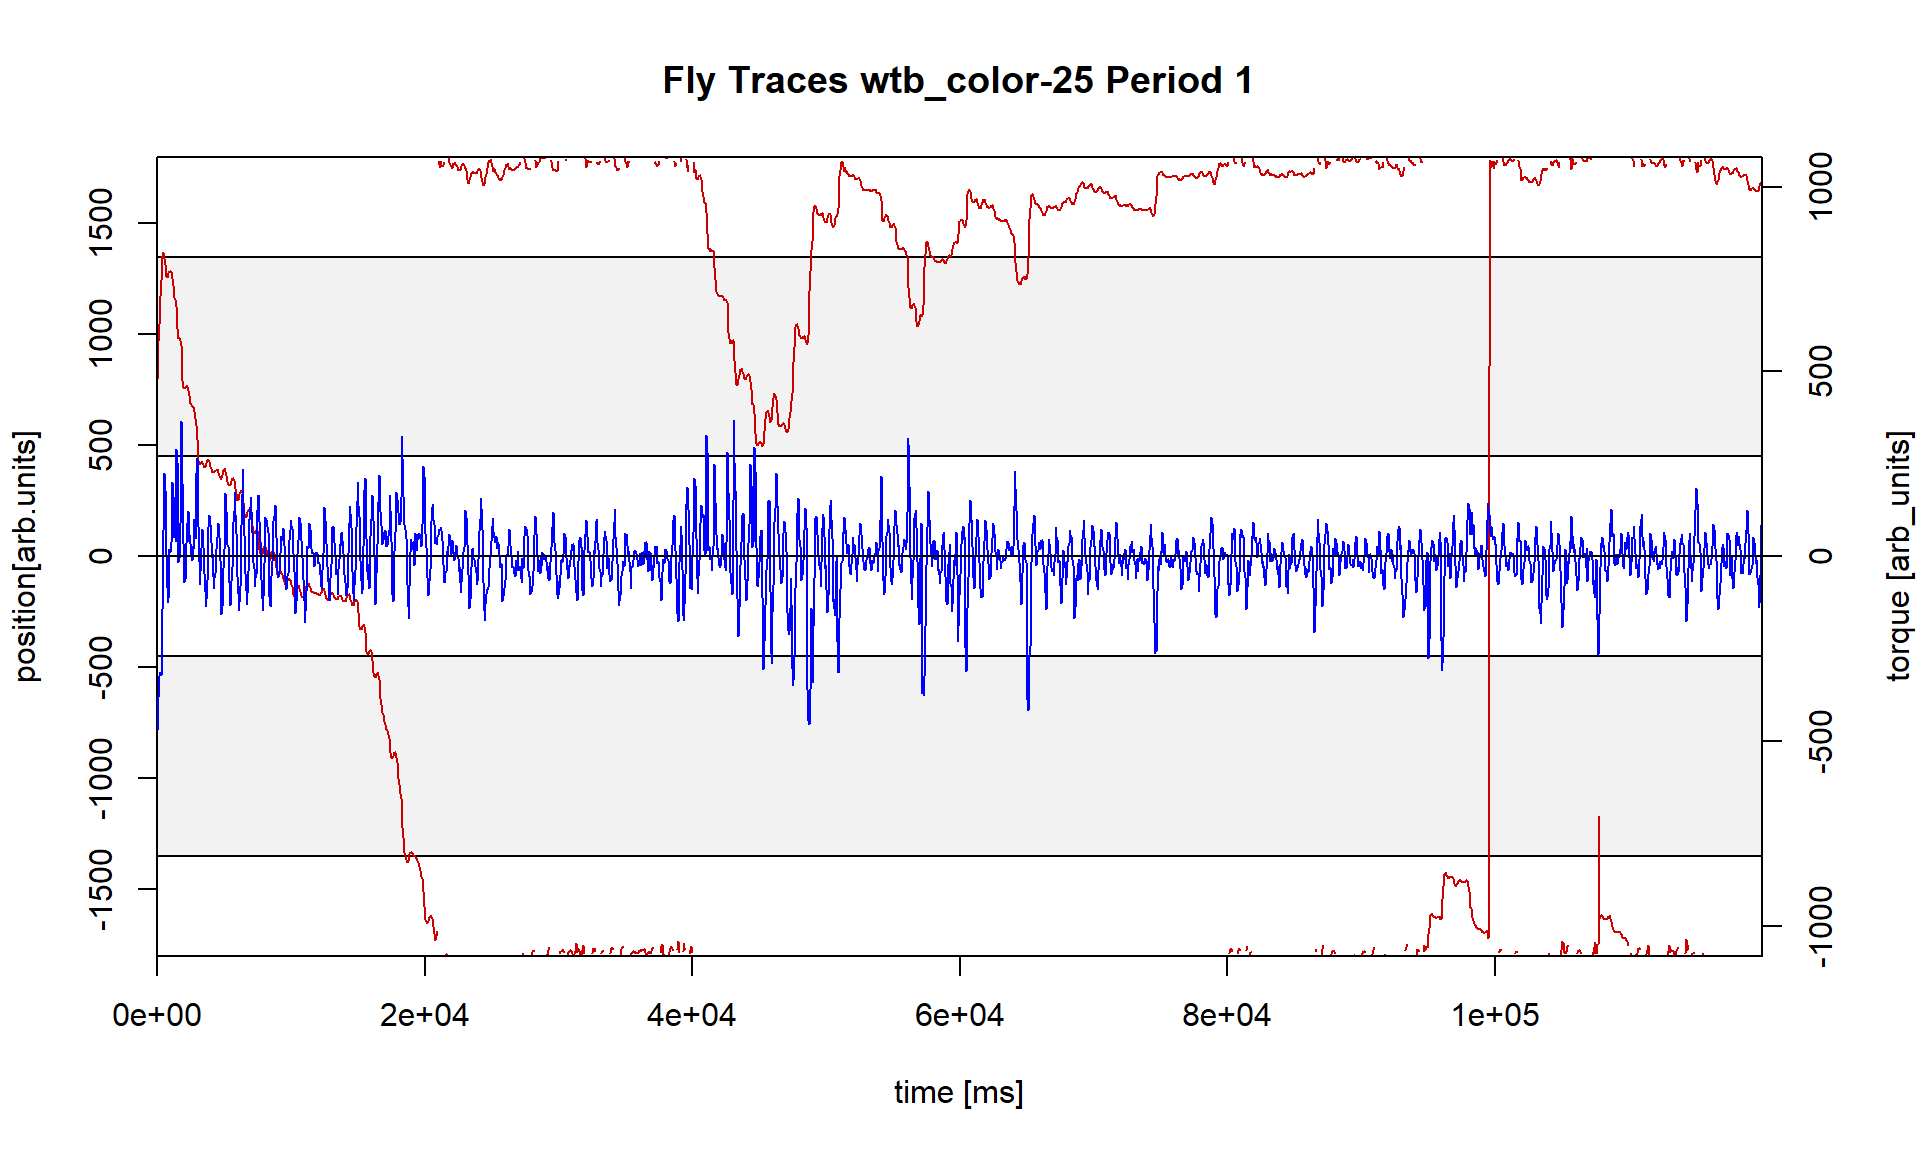 Fly Traces wtb_color-25 Period 1
position[arb.units]
1500
1000
500
0
-500
-1000
-1500
1000
500
0
-500
-1000
torque [arb_units]
0e+00 2e+04 4e+04 6e+04 8e+04 1e+05
time [ms]